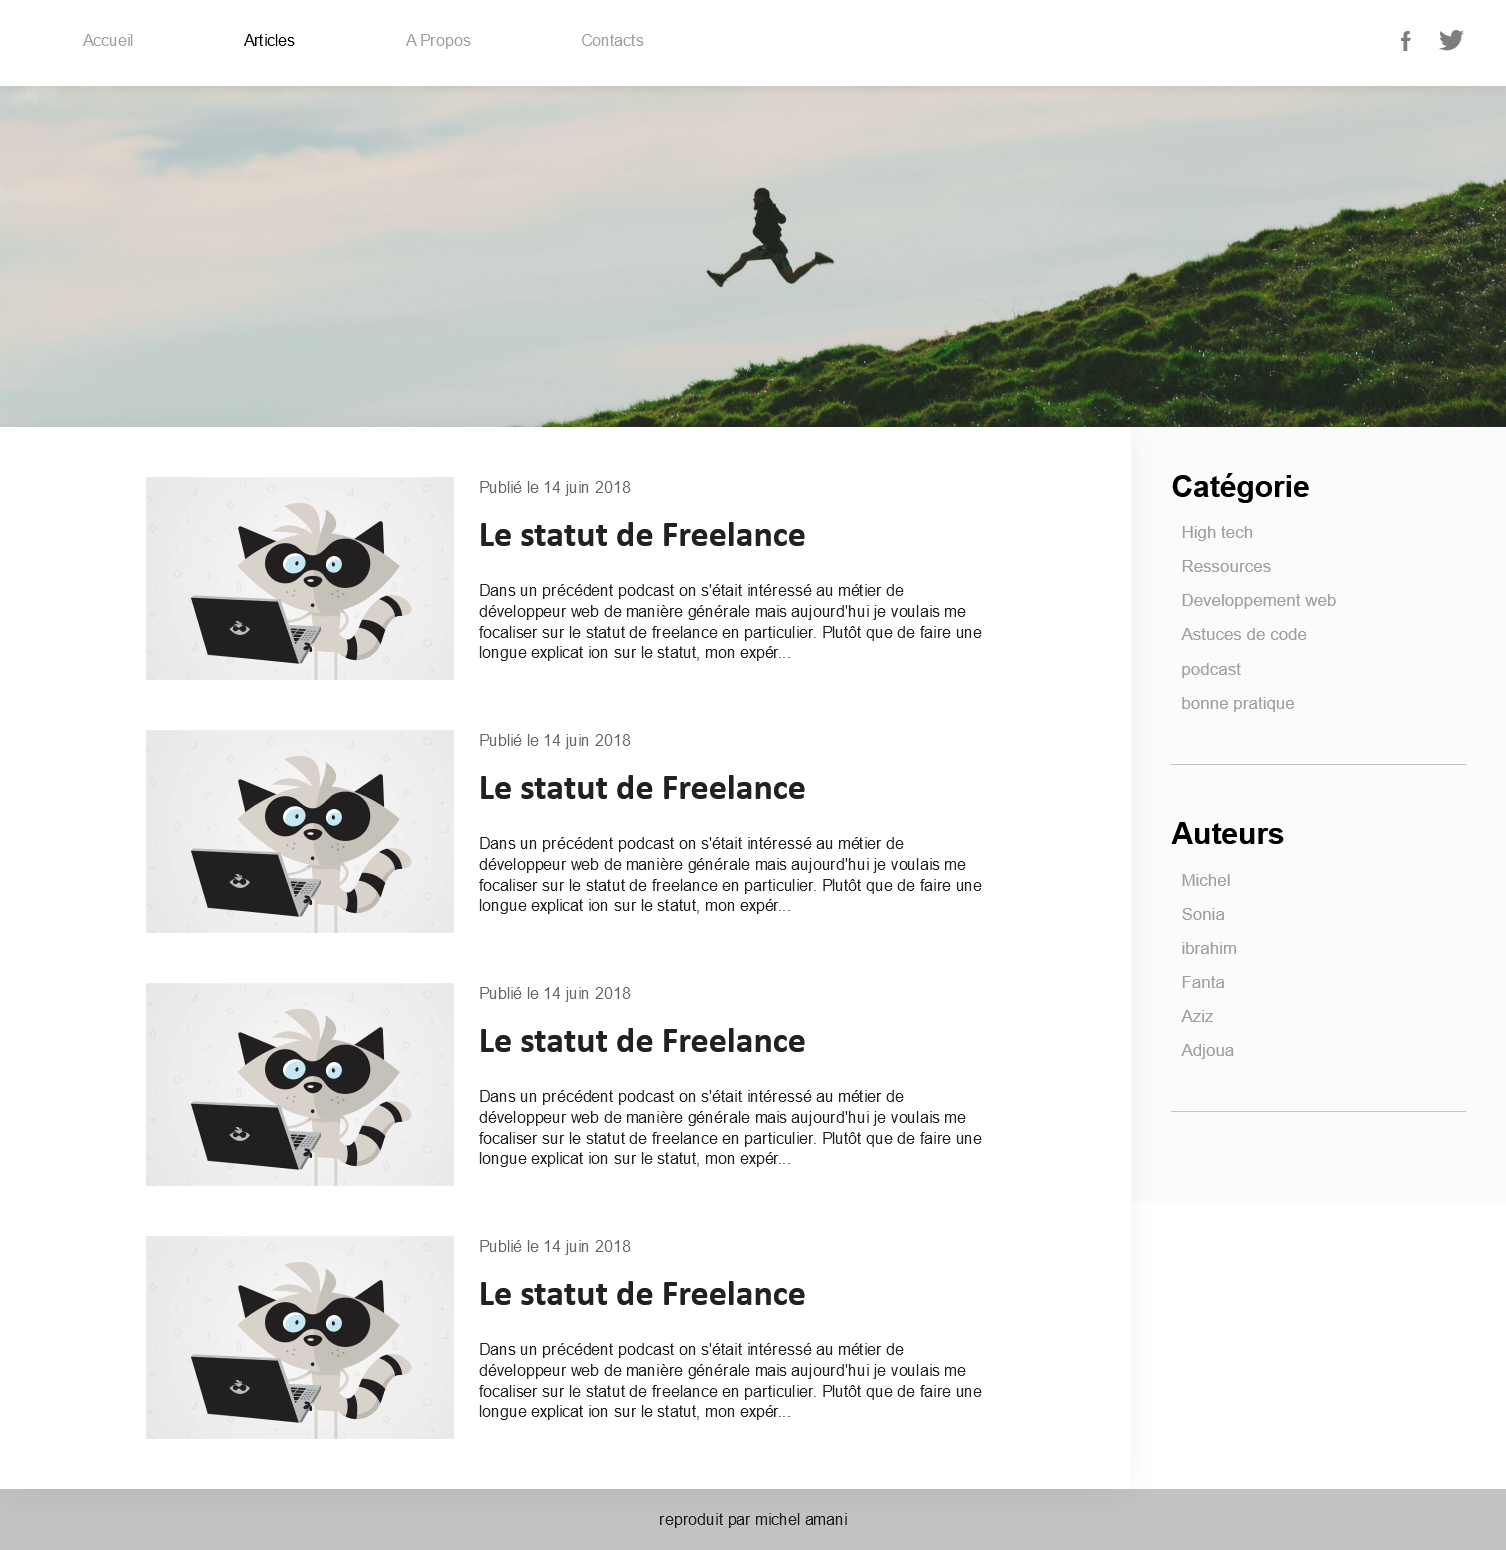 Accueil
Articles
A Propos
Contacts
Publié le 14 juin 2018
Le statut de Freelance
Dans un précédent podcast on s'était intéressé au métier de
développeur web de manière générale mais aujourd'hui je voulais me
focaliser sur le statut de freelance en particulier. Plutôt que de faire une
longue explicat ion sur le statut, mon expér...
Publié le 14 juin 2018
Le statut de Freelance
Dans un précédent podcast on s'était intéressé au métier de
développeur web de manière générale mais aujourd'hui je voulais me
focaliser sur le statut de freelance en particulier. Plutôt que de faire une
longue explicat ion sur le statut, mon expér...
Publié le 14 juin 2018
Le statut de Freelance
Dans un précédent podcast on s'était intéressé au métier de
développeur web de manière générale mais aujourd'hui je voulais me
focaliser sur le statut de freelance en particulier. Plutôt que de faire une
longue explicat ion sur le statut, mon expér...
Publié le 14 juin 2018
Le statut de Freelance
Dans un précédent podcast on s'était intéressé au métier de
développeur web de manière générale mais aujourd'hui je voulais me
focaliser sur le statut de freelance en particulier. Plutôt que de faire une
longue explicat ion sur le statut, mon expér...
Catégorie
High tech
Ressources
Developpement web
Astuces de code
podcast
bonne pratique
Auteurs
Michel
Sonia
ibrahim
Fanta
Aziz
Adjoua
reproduit par michel amani